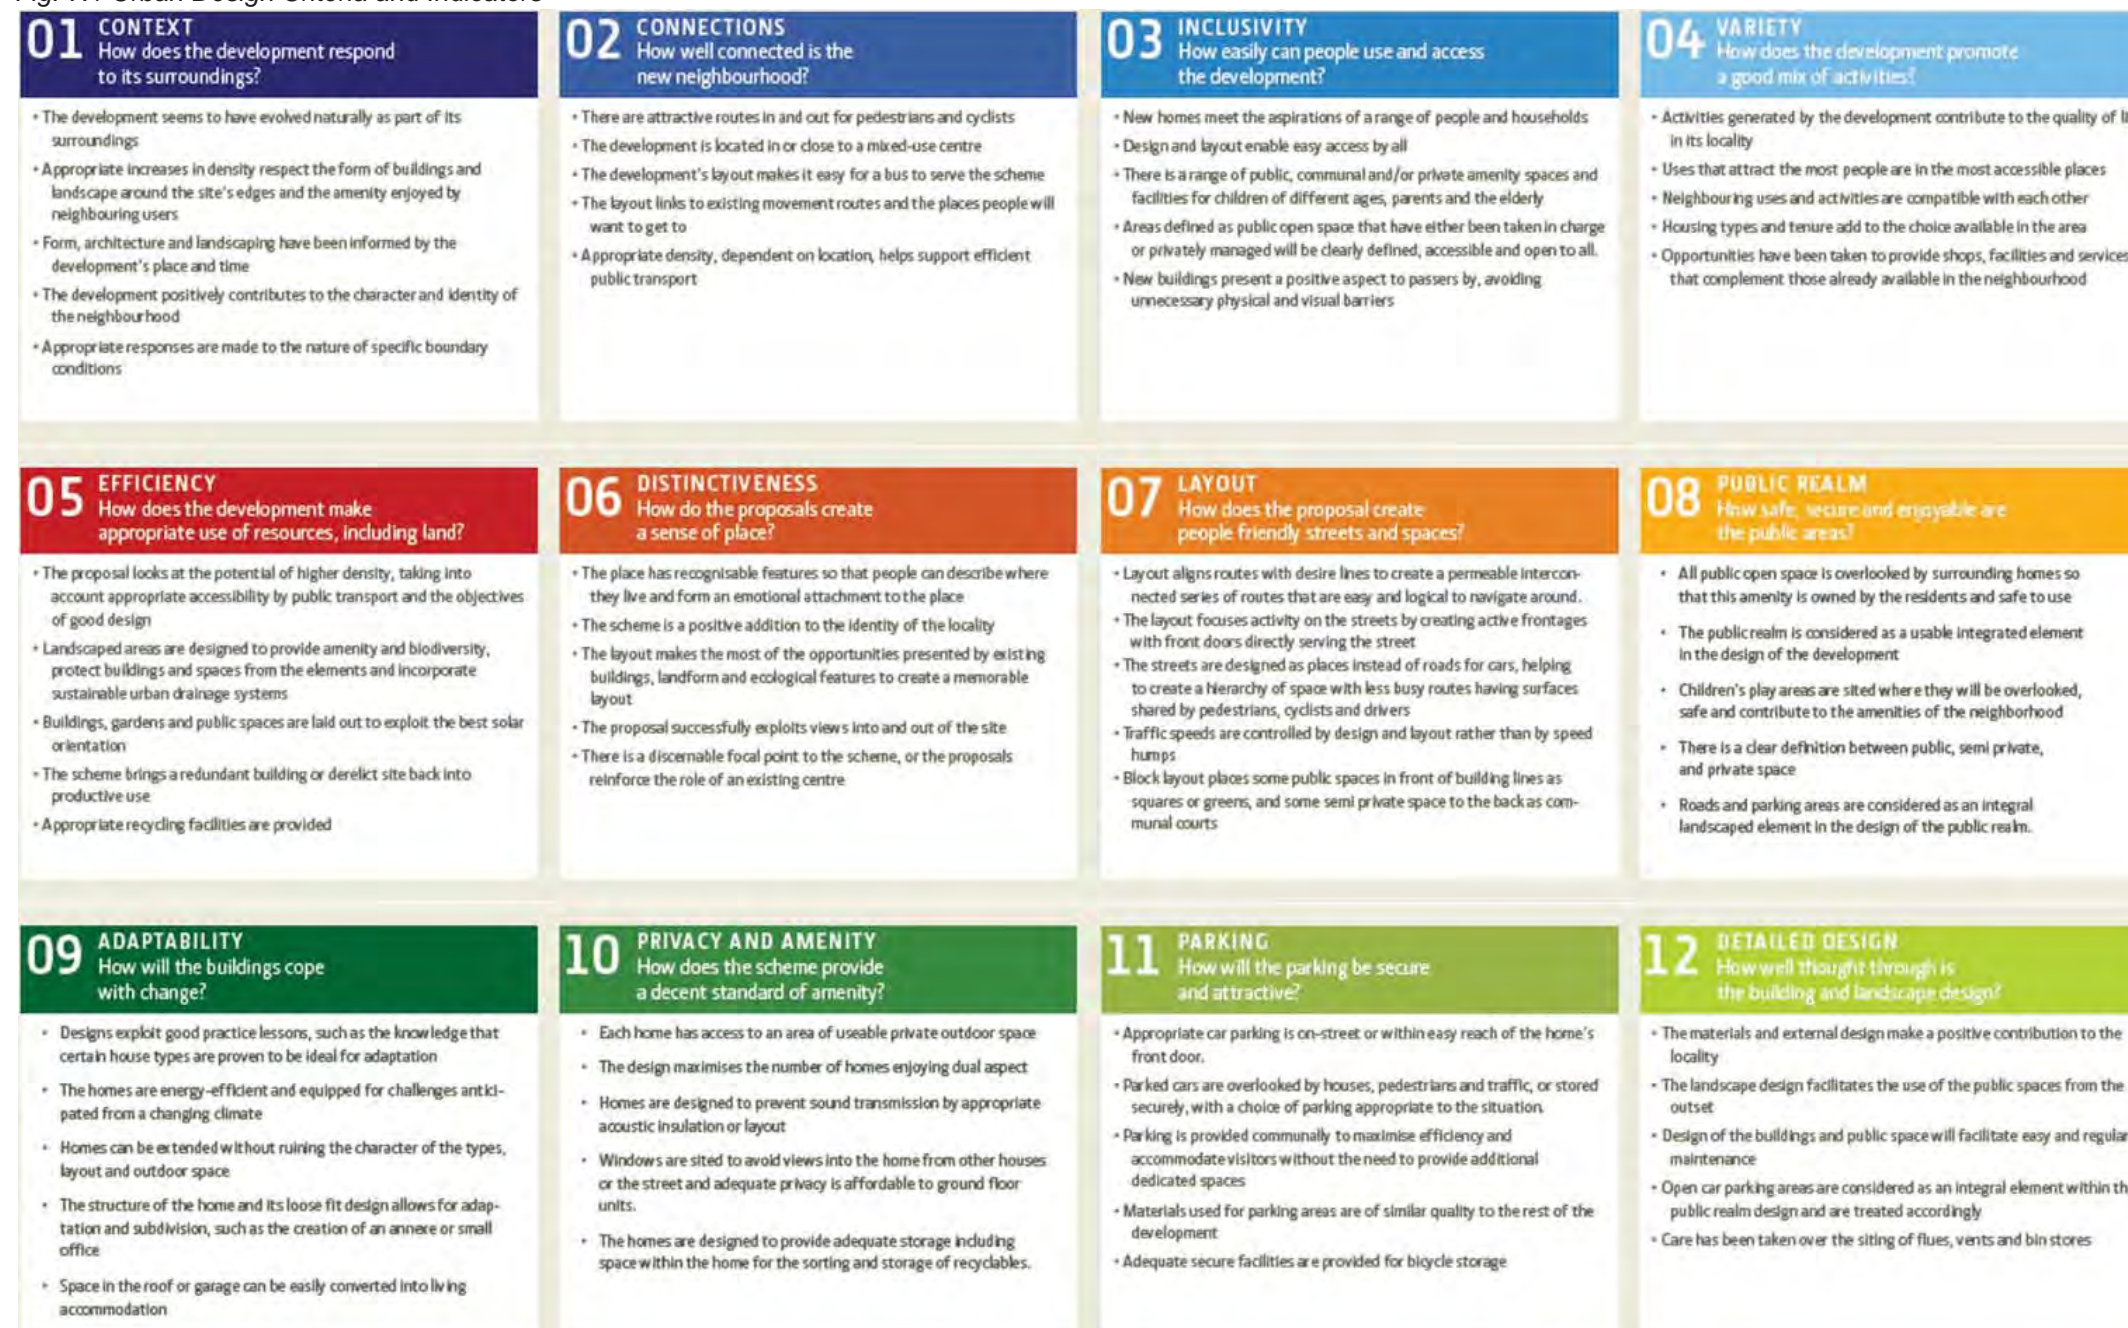 01 CONTEXT
How does the development respond
to its surroundings?
• The development seems to have evolved naturally as part of its
surroundings
• Appropriate increases in density respect the form of buildings and
landscape around the site's edges and the amenity enjoyed by
neighbouring users
• Form, architecture and landscaping have been informed by the
development's place and time
• The development positively contributes to the character and identity of
the neighbourhood
• Appropriate responses are made to the nature of specific boundary
conditions
02 CONNECTIONS
How well connected is the
new neighbourhood?
• There are attractive routes in and out for pedestrians and cyclists
• The development is located in or close to a mixed-use centre
• The development's layout makes it easy for a bus to serve the scheme
• The layout links to existing movement routes and the places people will
want to get to
• Appropriate density, dependent on location, helps support efficient
public transport
03 INCLUSIVITY
How easily can people use and access
the development?
• New homes meet the aspirations of a range of people and households
• Design and layout enable easy access by all
• There is a range of public, communal and/or private amenity spaces and
facilities for children of different ages, parents and the elderly
• Areas defined as public open space that have either been taken in charge
or privately managed will be clearly defined, accessible and open to all.
• New buildings present a positive aspect to passers by, avoiding
unnecessary physical and visual barriers
04 VARIETY
How does the development promote
a good mix of activities?
• Activities generated by the development contribute to the quality of
in its locality
• Uses that attract the most people are in the most accessible places
• Neighbouring uses and activities are compatible with each other
• Housing types and tenure add to the choice available in the area
• Opportunities have been taken to provide shops, facilities and services
that complement those already available in the neighbourhood
05 EFFICIENCY
How does the development make
appropriate use of resources, including land?
• The proposal looks at the potential of higher density, taking into
account appropriate accessibility by public transport and the objectives
of good design
• Landscaped areas are designed to provide amenity and biodiversity,
protect buildings and spaces from the elements and incorporate
sustainable urban drainage systems
• Buildings, gardens and public spaces are laid out to exploit the best solar
orientation
• The scheme brings a redundant building or derelict site back into
productive use
• Appropriate recycling facilities are provided
06 DISTINCTIVENESS
How do the proposals create
a sense of place?
• The place has recognisable features so that people can describe where
they live and form an emotional attachment to the place
• The scheme is a positive addition to the identity of the locality
• The layout makes the most of the opportunities presented by existing
buildings, landform and ecological features to create a memorable
layout
• The proposal successfully exploits views into and out of the site
• There is a discernable focal point to the scheme, or the proposals
reinforce the role of an existing centre
07 LAYOUT
How does the proposal create
people friendly streets and spaces?
• Layout aligns routes with desire lines to create a permeable intercon-
nected series of routes that are easy and logical to navigate around.
• The layout focuses activity on the streets by creating active frontages
with front doors directly serving the street
• The streets are designed as places instead of roads for cars, helping
to create a hierarchy of space with less busy routes having surfaces
shared by pedestrians, cyclists and drivers
• Traffic speeds are controlled by design and layout rather than by speed
humps
• Block layout places some public spaces in front of building lines as
squares or greens, and some semi private space to the back as com-
munal courts
08 PUBLIC REALM
How safe, secure and enjoyable are
the public areas?
• All public open space is overlooked by surrounding homes so
that this amenity is owned by the residents and safe to use
• The public realm is considered as a usable integrated element
in the design of the development
• Children's play areas are sited where they will be overlooked,
safe and contribute to the amenities of the neighborhood
• There is a clear definition between public, semi private,
and private space
• Roads and parking areas are considered as an integral
landscaped element in the design of the public realm.
09 ADAPTABILITY
How will the buildings cope
with change?
• Designs exploit good practice lessons, such as the knowledge that
certain house types are proven to be ideal for adaptation
• The homes are energy-efficient and equipped for challenges antici-
pated from a changing climate
• Homes can be extended without ruining the character of the types,
layout and outdoor space
• The structure of the home and its loose fit design allows for adap-
tation and subdivision, such as the creation of an annexe or small
office
• Space in the roof or garage can be easily converted into living
accommodation
10 PRIVACY AND AMENITY
How does the scheme provide
a decent standard of amenity?
• Each home has access to an area of useable private outdoor space
• The design maximises the number of homes enjoying dual aspect
• Homes are designed to prevent sound transmission by appropriate
acoustic insulation or layout
• Windows are sited to avoid views into the home from other houses
or the street and adequate privacy is affordable to ground floor
units.
• The homes are designed to provide adequate storage including
space within the home for the sorting and storage of recyclables.
11 PARKING
How will the parking be secure
and attractive?
• Appropriate car parking is on-street or within easy reach of the home's
front door.
• Parked cars are overlooked by houses, pedestrians and traffic, or stored
securely, with a choice of parking appropriate to the situation.
• Parking is provided communally to maximise efficiency and
accommodate visitors without the need to provide additional
dedicated spaces
• Materials used for parking areas are of similar quality to the rest of the
development
• Adequate secure facilities are provided for bicycle storage
12 DETAILED DESIGN
How well thought through is
the building and landscape design?
• The materials and external design make a positive contribution to the
locality
• The landscape design facilitates the use of the public spaces from the
outset
• Design of the buildings and public space will facilitate easy and regular
maintenance
• Open car parking areas are considered as an integral element within
public realm design and are treated accordingly
• Care has been taken over the siting of flues, vents and bin stores